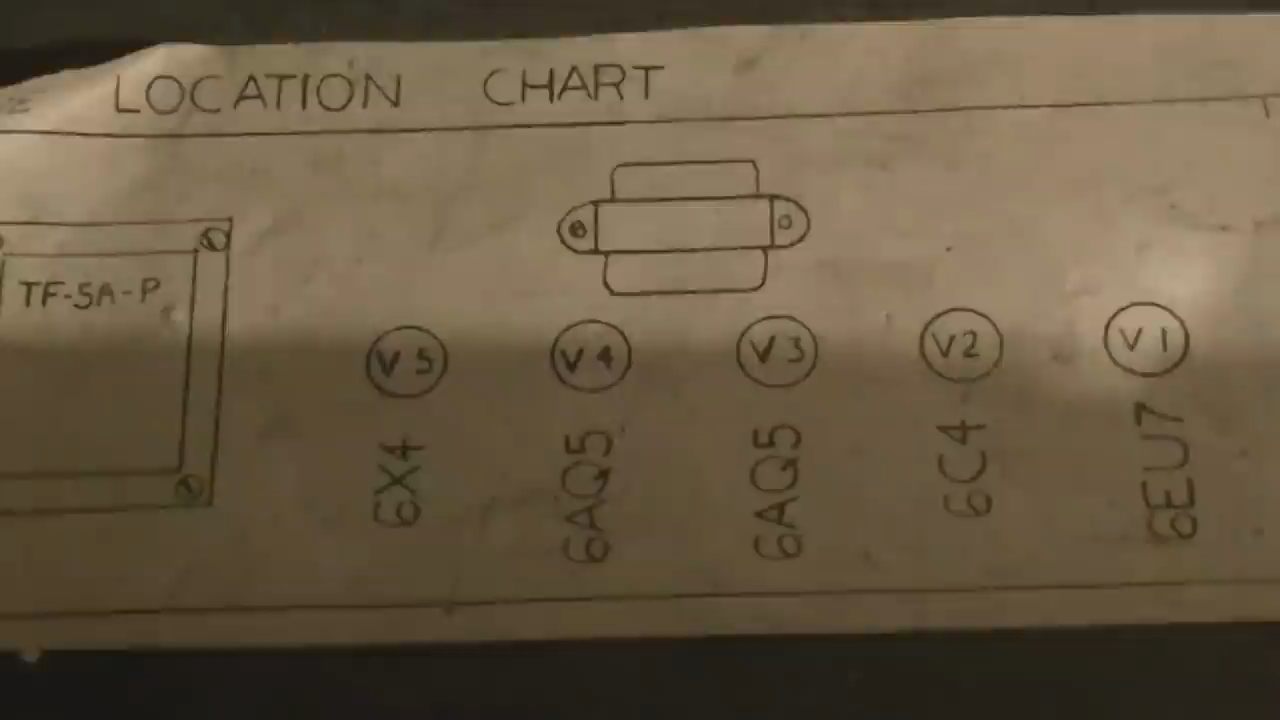 LOCATION CHART
TF-5A-P
V5
V4
V3
V2
V1
6X4
6AQ5
6AQ5
6C4
6EU7